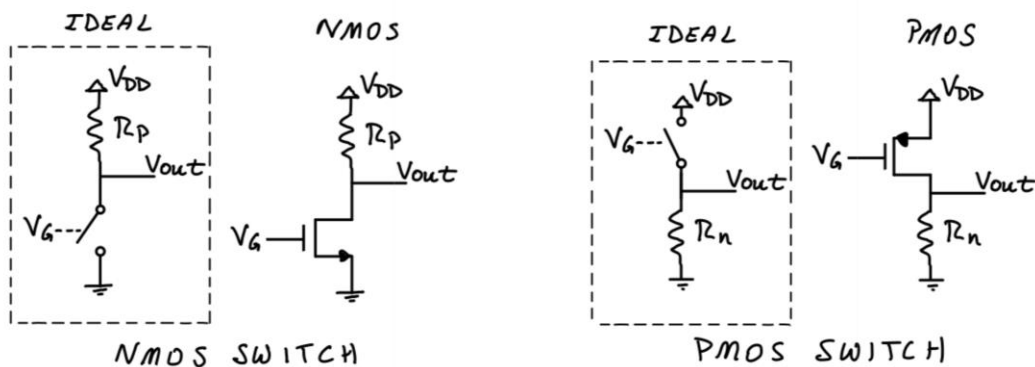 IDEAL
NMOS
IDEAL
PMOS
VDD
VDD
VDD
VDD
Rp
Rp
VG
VG
Vout
Vout
Vout
Vout
VG
VG
Rn
Rn
NMOS SWITCH
PMOS SWITCH